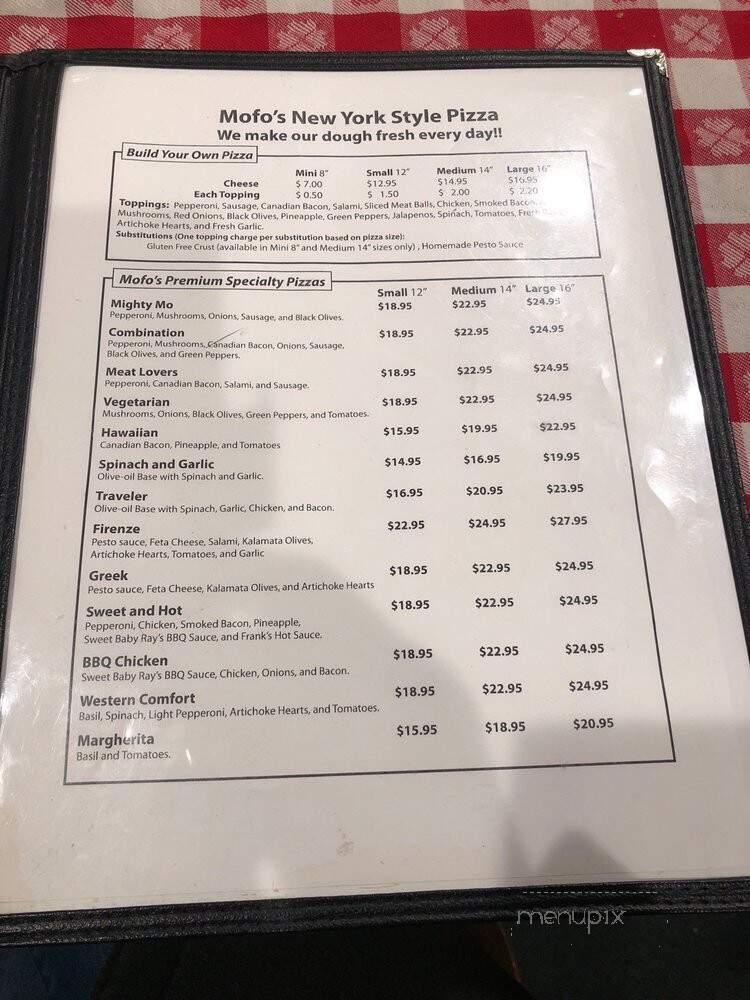 Mofo's New York Style Pizza
We make our dough fresh every day!!
Build Your Own Pizza
Mini 8" Small 12" Medium 14" Large 16"
Cheese $ 7.00 $12.95 $14.95 $16.95
Each Topping $ 0.50 $ 1.50 $ 2.00 $ 2.20
Toppings: Pepperoni, Sausage, Canadian Bacon, Salami, Sliced Meat Balls, Chicken, Smoked Bacon,
Mushrooms, Red Onions, Black Olives, Pineapple, Green Peppers, Jalapenos, Spinach, Tomatoes, Fresh
Artichoke Hearts, and Fresh Garlic.
Substitutions (One topping charge per substitution based on pizza size):
Gluten Free Crust (available in Mini 8" and Medium 14" sizes only) , Homemade Pesto Sauce
Mofo's Premium Specialty Pizzas
Small 12" Medium 14" Large 16"
Mighty Mo $18.95 $22.95 $24.95
Pepperoni, Mushrooms, Onions, Sausage, and Black Olives.
Combination $18.95 $22.95 $24.95
Pepperoni, Mushrooms, Canadian Bacon, Onions, Sausage,
Black Olives, and Green Peppers.
Meat Lovers $18.95 $22.95 $24.95
Pepperoni, Canadian Bacon, Salami, and Sausage.
Vegetarian $18.95 $22.95 $24.95
Mushrooms, Onions, Black Olives, Green Peppers, and Tomatoes.
Hawaiian $15.95 $19.95 $22.95
Canadian Bacon, Pineapple, and Tomatoes
Spinach and Garlic $14.95 $16.95 $19.95
Olive-oil Base with Spinach and Garlic.
Traveler $16.95 $20.95 $23.95
Olive-oil Base with Spinach, Garlic, Chicken, and Bacon.
Firenze $22.95 $24.95 $27.95
Pesto sauce, Feta Cheese, Salami, Kalamata Olives,
Artichoke Hearts, Tomatoes, and Garlic
Greek $18.95 $22.95 $24.95
Pesto sauce, Feta Cheese, Kalamata Olives, and Artichoke Hearts
Sweet and Hot $18.95 $22.95 $24.95
Pepperoni, Chicken, Smoked Bacon, Pineapple,
Sweet Baby Ray's BBQ Sauce, and Frank's Hot Sauce.
BBQ Chicken $18.95 $22.95 $24.95
Sweet Baby Ray's BBQ Sauce, Chicken, Onions, and Bacon.
Western Comfort $18.95 $22.95 $24.95
Basil, Spinach, Light Pepperoni, Artichoke Hearts, and Tomatoes.
Margherita $15.95 $18.95 $20.95
Basil and Tomatoes.
menupix